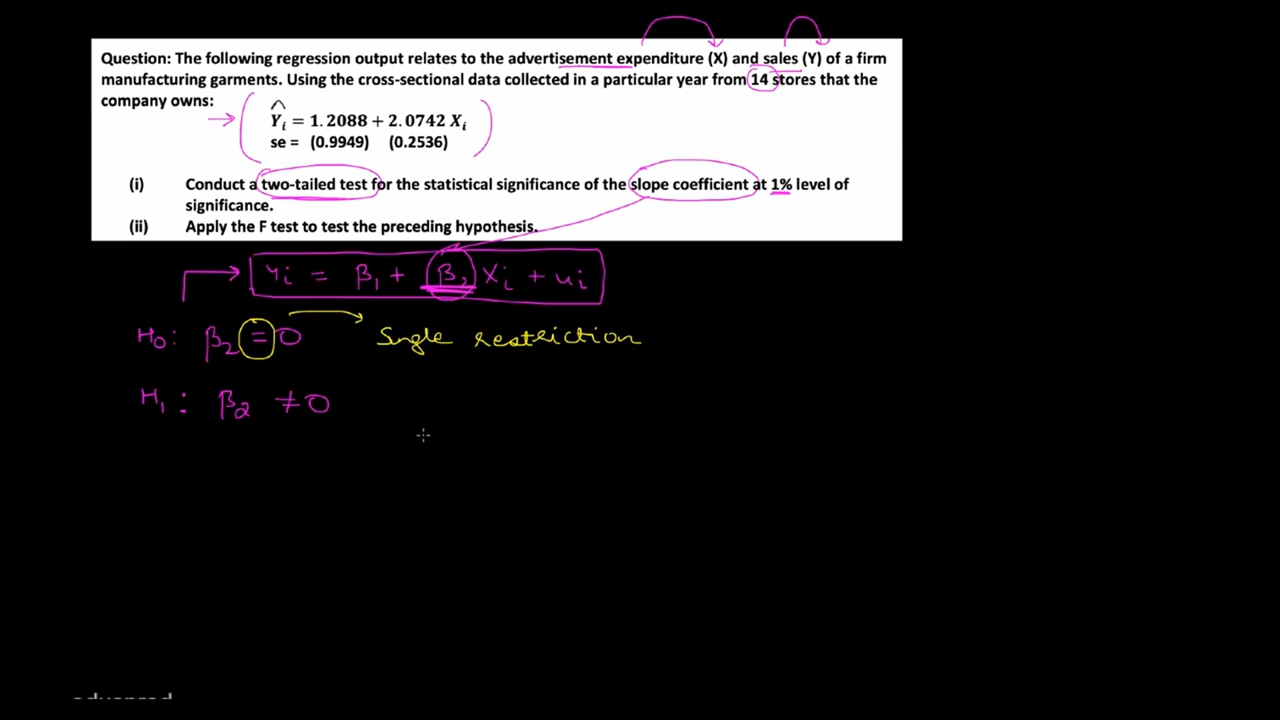 Question: The following regression output relates to the advertisement expenditure (X) and sales (Y) of a firm
manufacturing garments. Using the cross-sectional data collected in a particular year from 14 stores that the
company owns:
Ŷᵢ = 1.2088 + 2.0742 Xᵢ
se = (0.9949) (0.2536)
(i) Conduct a two-tailed test for the statistical significance of the slope coefficient at 1% level of
significance.
(ii) Apply the F test to test the preceding hypothesis.
Yi = β₁ + β₂ Xi + ui
H₀: β₂ = 0 Single restriction
H₁: β₂ ≠ 0